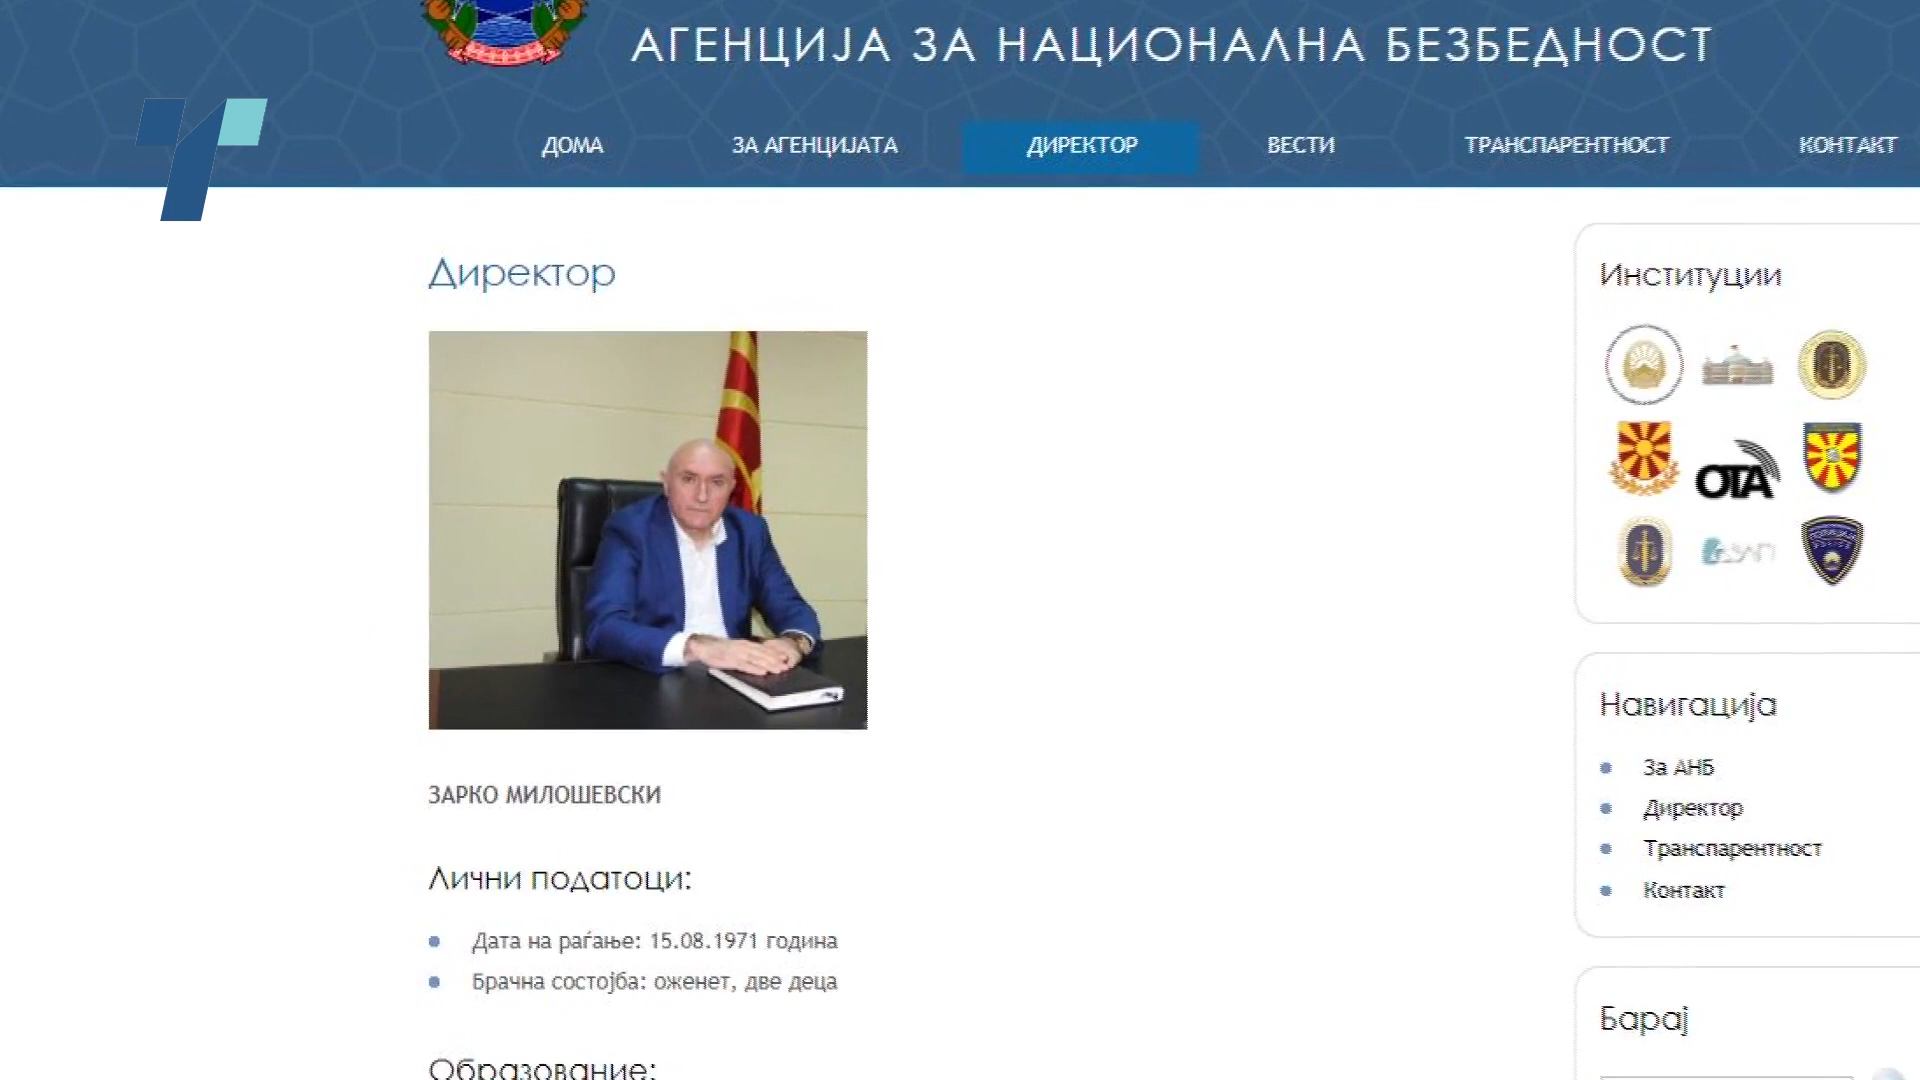 АГЕНЦИЈА ЗА НАЦИОНАЛНА БЕЗБЕДНОСТ
ДОМА
ЗА АГЕНЦИЈАТА
ДИРЕКТОР
ВЕСТИ
ТРАНСПАРЕНТНОСТ
КОНТАКТ
Директор
ЗАРКО МИЛОШЕВСКИ
Лични податоци:
Дата на раѓање: 15.08.1971 година
Брачна состојба: оженет, две деца
Образование:
Институции
ОТА
Навигација
За АНБ
Директор
Транспарентност
Контакт
Барај